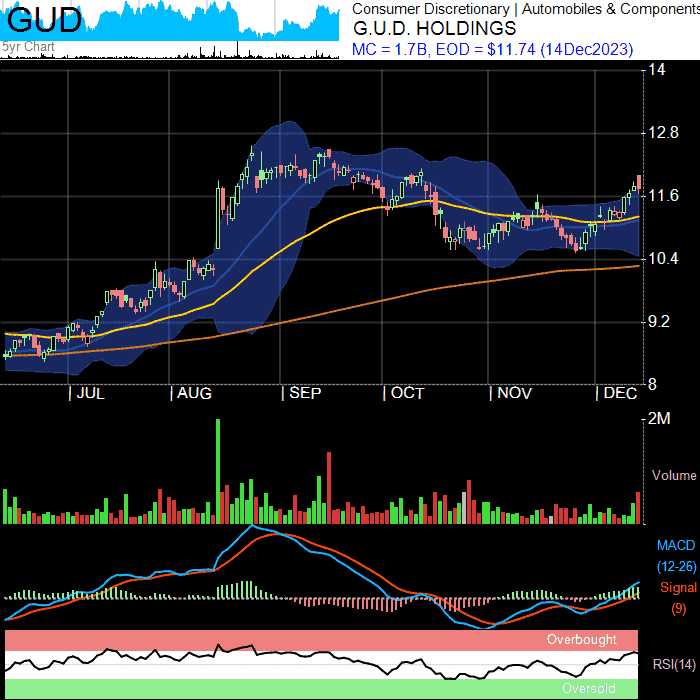 GUD
5yr Chart
Consumer Discretionary | Automobiles & Components
G.U.D. HOLDINGS
MC = 1.7B, EOD = $11.74 (14Dec2023)
14
12.8
11.6
10.4
9.2
8
| JUL | AUG | SEP | OCT | NOV | DEC
2M
Volume
MACD
(12-26)
Signal
(9)
Overbought
RSI(14)
Oversold